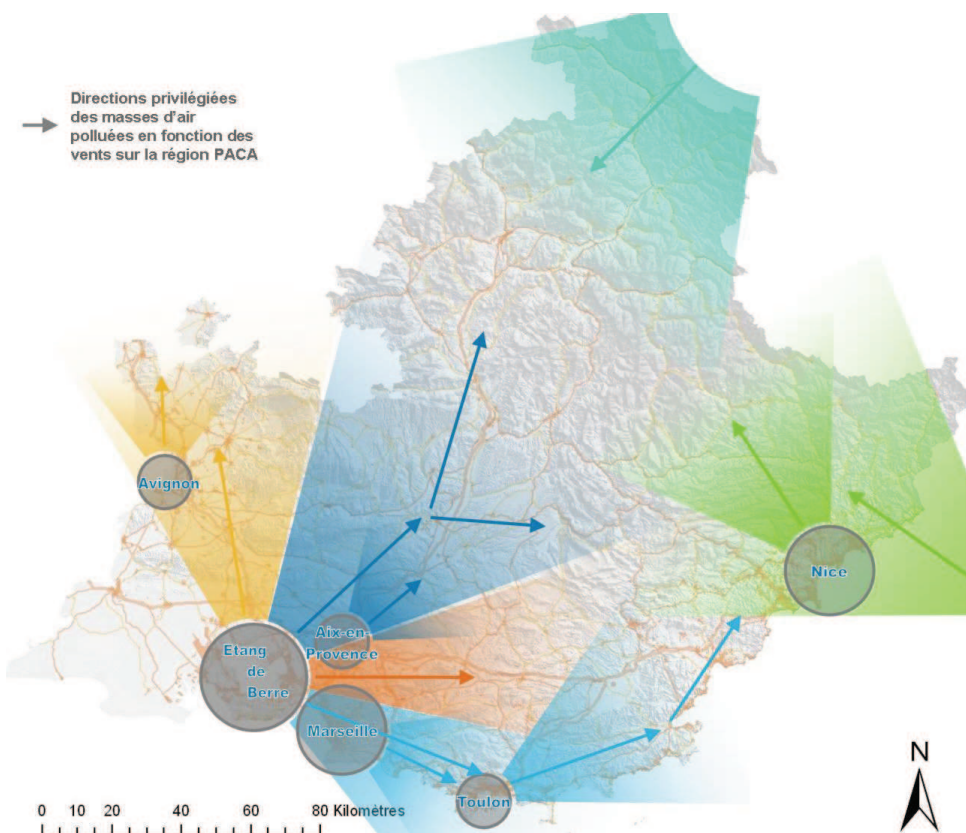 Directions privilégiées
des masses d'air
polluées en fonction des
vents sur la région PACA
Avignon
Nice
Aix-en-
Provence
Etang
de
Berre
Marseille
Toulon
N
0 10 20 40 60 80 Kilomètres